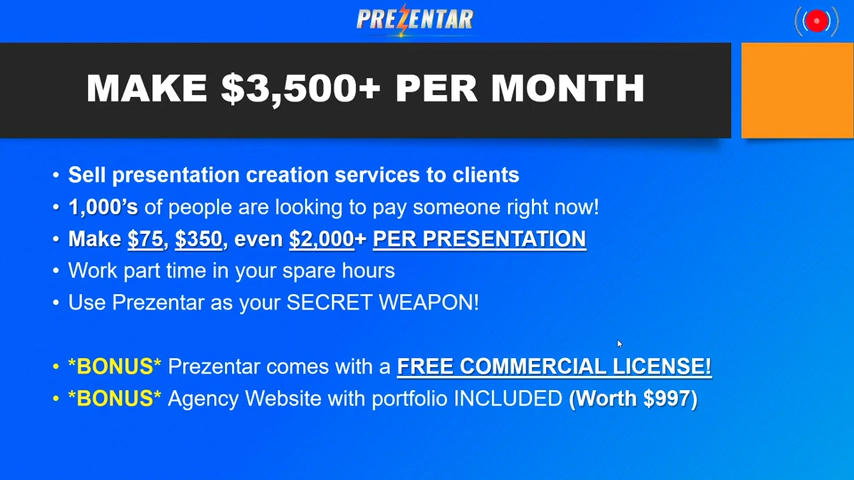 PREZENTAR
MAKE $3,500+ PER MONTH
• Sell presentation creation services to clients
• 1,000's of people are looking to pay someone right now!
• Make $75, $350, even $2,000+ PER PRESENTATION
• Work part time in your spare hours
• Use Prezentar as your SECRET WEAPON!
• *BONUS* Prezentar comes with a FREE COMMERCIAL LICENSE!
• *BONUS* Agency Website with portfolio INCLUDED (Worth $997)